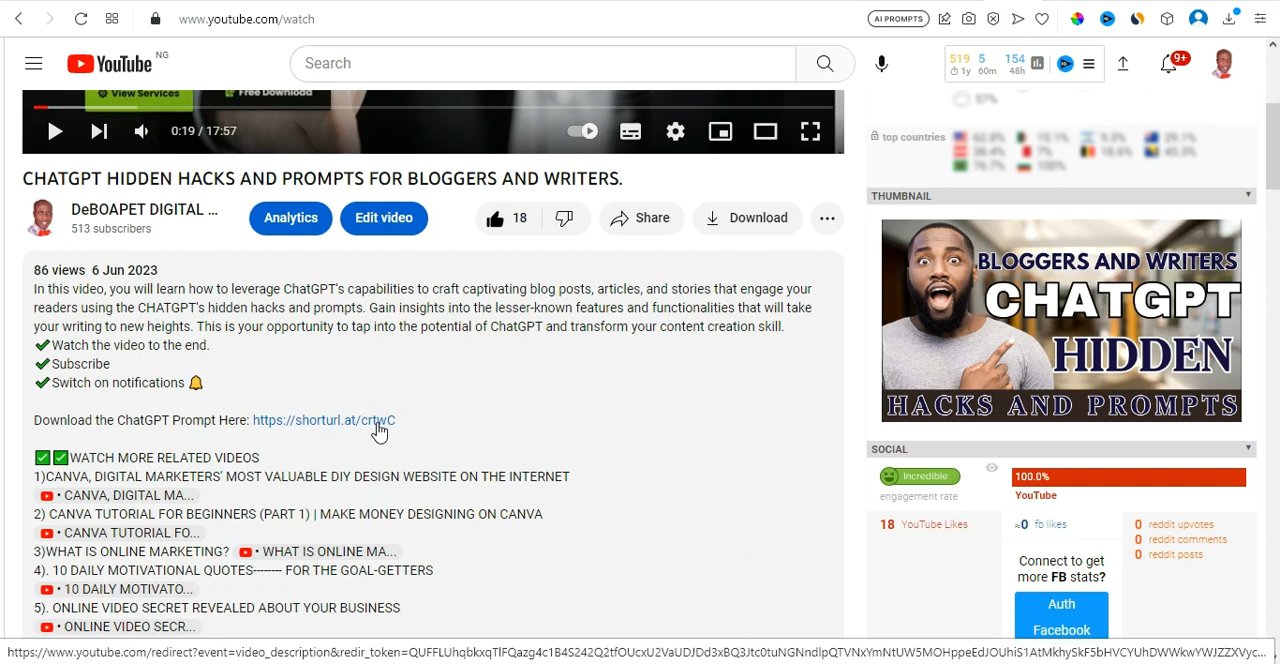 www.youtube.com/watch
AI PROMPTS
YouTube NG
Search
519 5 154
1y 60m 48h
9+
View Services
Free Download
57%
0:19 / 17:57
top countries
THUMBNAIL
CHATGPT HIDDEN HACKS AND PROMPTS FOR BLOGGERS AND WRITERS.
DeBOAPET DIGITAL ...
513 subscribers
Analytics
Edit video
18
Share
Download
86 views 6 Jun 2023
In this video, you will learn how to
ChatGPT's capabilities to craft captivating blog posts, articles, and stories that engage your
readers using the CHATGPT's hidden hacks and prompts. Gain insights into the lesser-known features and functionalities that will take
your writing to new heights. This is your opportunity to tap into the potential of ChatGPT and transform your content creation skill.
✔Watch the video to the end.
✔Subscribe
✔Switch on notifications 🔔
Download the ChatGPT Prompt Here: https://shorturl.at/crtwC
✅✅WATCH MORE RELATED VIDEOS
1)CANVA, DIGITAL MARKETERS' MOST VALUABLE DIY DESIGN WEBSITE ON THE INTERNET
• CANVA, DIGITAL MA...
2) CANVA TUTORIAL FOR BEGINNERS (PART 1) | MAKE MONEY DESIGNING ON CANVA
• CANVA TUTORIAL FO...
3)WHAT IS ONLINE MARKETING? • WHAT IS ONLINE MA...
4). 10 DAILY MOTIVATIONAL QUOTES-------- FOR THE GOAL-GETTERS
• 10 DAILY MOTIVATO...
5). ONLINE VIDEO SECRET REVEALED ABOUT YOUR BUSINESS
• ONLINE VIDEO SECR...
BLOGGERS AND WRITERS
CHATGPT
HIDDEN
HACKS AND PROMPTS
SOCIAL
Incredible
engagement rate
100.0%
YouTube
18 YouTube Likes
≈0 fb likes
0 reddit upvotes
0 reddit comments
0 reddit posts
Connect to get
more FB stats?
Auth
Facebook